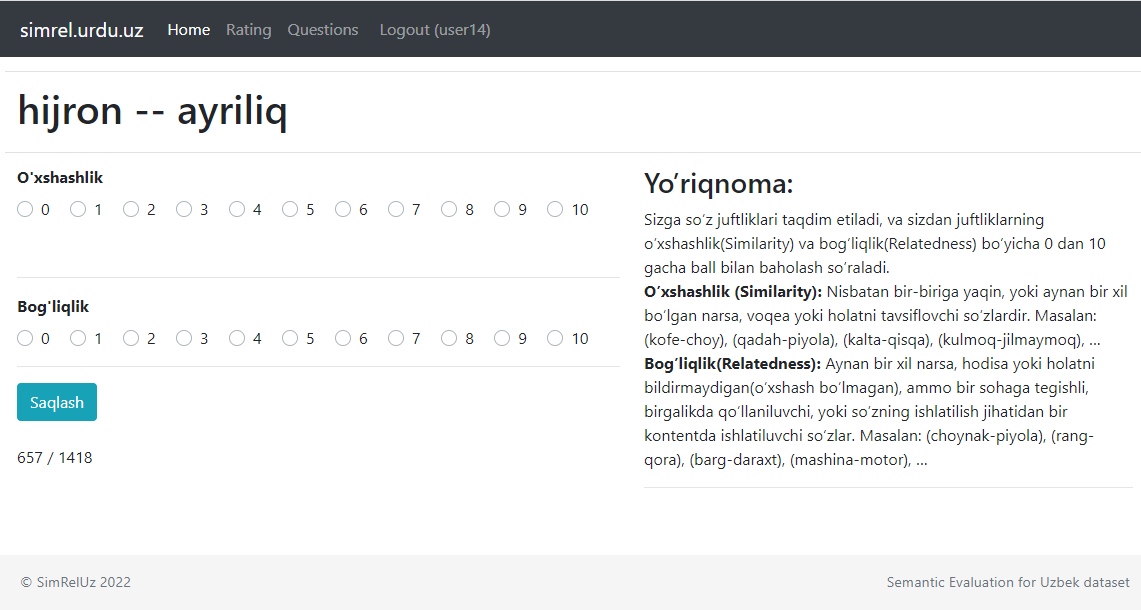 simrel.urdu.uz Home Rating Questions Logout (user14)
hijron -- ayriliq
O'xshashlik
0 1 2 3 4 5 6 7 8 9 10
Bog'liqlik
0 1 2 3 4 5 6 7 8 9 10
Saqlash
657 / 1418
Yo‘riqnoma:
Sizga so‘z juftliklari taqdim etiladi, va sizdan juftliklarning
o‘xshashlik(Similarity) va bog‘liqlik(Relatedness) bo‘yicha 0 dan 10
gacha ball bilan baholash so‘raladi.
O‘xshashlik (Similarity): Nisbatan bir-biriga yaqin, yoki aynan bir xil
bo‘lgan narsa, voqea yoki holatni tavsiflovchi so‘zlardir. Masalan:
(kofe-choy), (qadah-piyola), (kalta-qisqa), (kulmoq-jilmaymoq), ...
Bog‘liqlik(Relatedness): Aynan bir xil narsa, hodisa yoki holatni
bildirmaydigan(o‘xshash bo‘lmagan), ammo bir sohaga tegishli,
birgalikda qo‘llaniluvchi, yoki so‘zning ishlatilish jihatidan bir
kontentda ishlatiluvchi so‘zlar. Masalan: (choynak-piyola), (rang-
qora), (barg-daraxt), (mashina-motor), ...
© SimRelUz 2022
Semantic Evaluation for Uzbek dataset